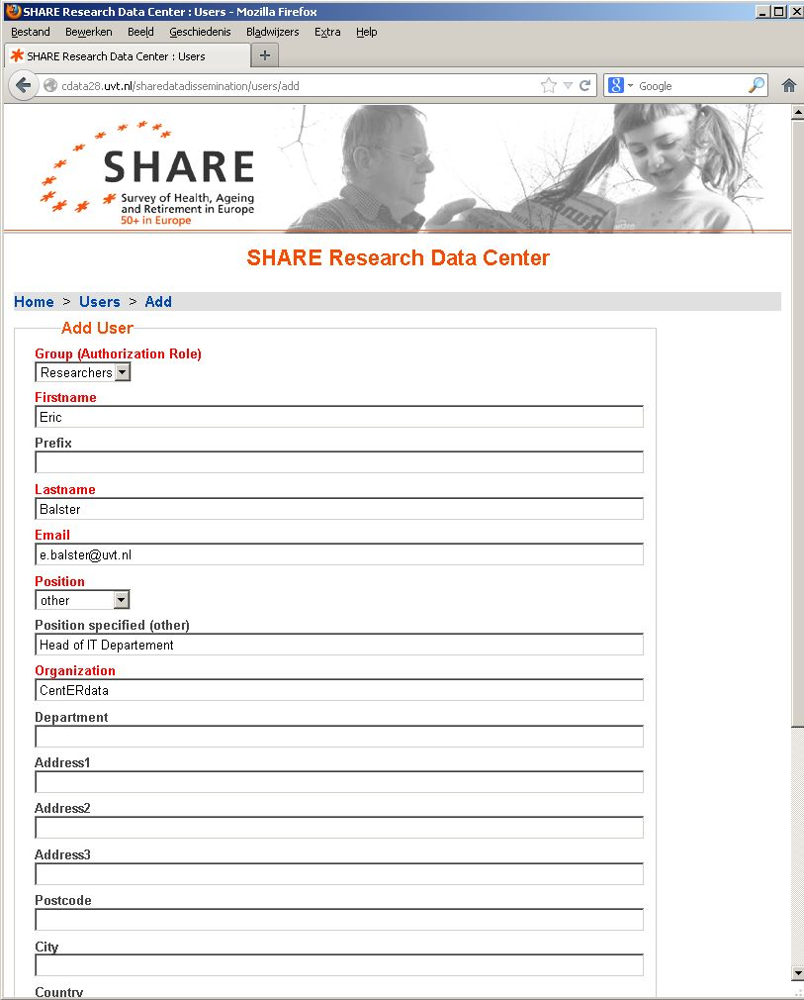 SHARE Research Data Center : Users - Mozilla Firefox
Bestand Bewerken Beeld Geschiedenis Bladwijzers Extra Help
SHARE Research Data Center : Users +
cdata28.uvt.nl/sharedatadissemination/users/add Google
SHARE
Survey of Health, Ageing
and Retirement in Europe
50+ in Europe
SHARE Research Data Center
Home > Users > Add
Add User
Group (Authorization Role)
Researchers
Firstname
Eric
Prefix
Lastname
Balster
Email
e.balster@uvt.nl
Position
other
Position specified (other)
Head of IT Departement
Organization
CentERdata
Department
Address1
Address2
Address3
Postcode
City
Country